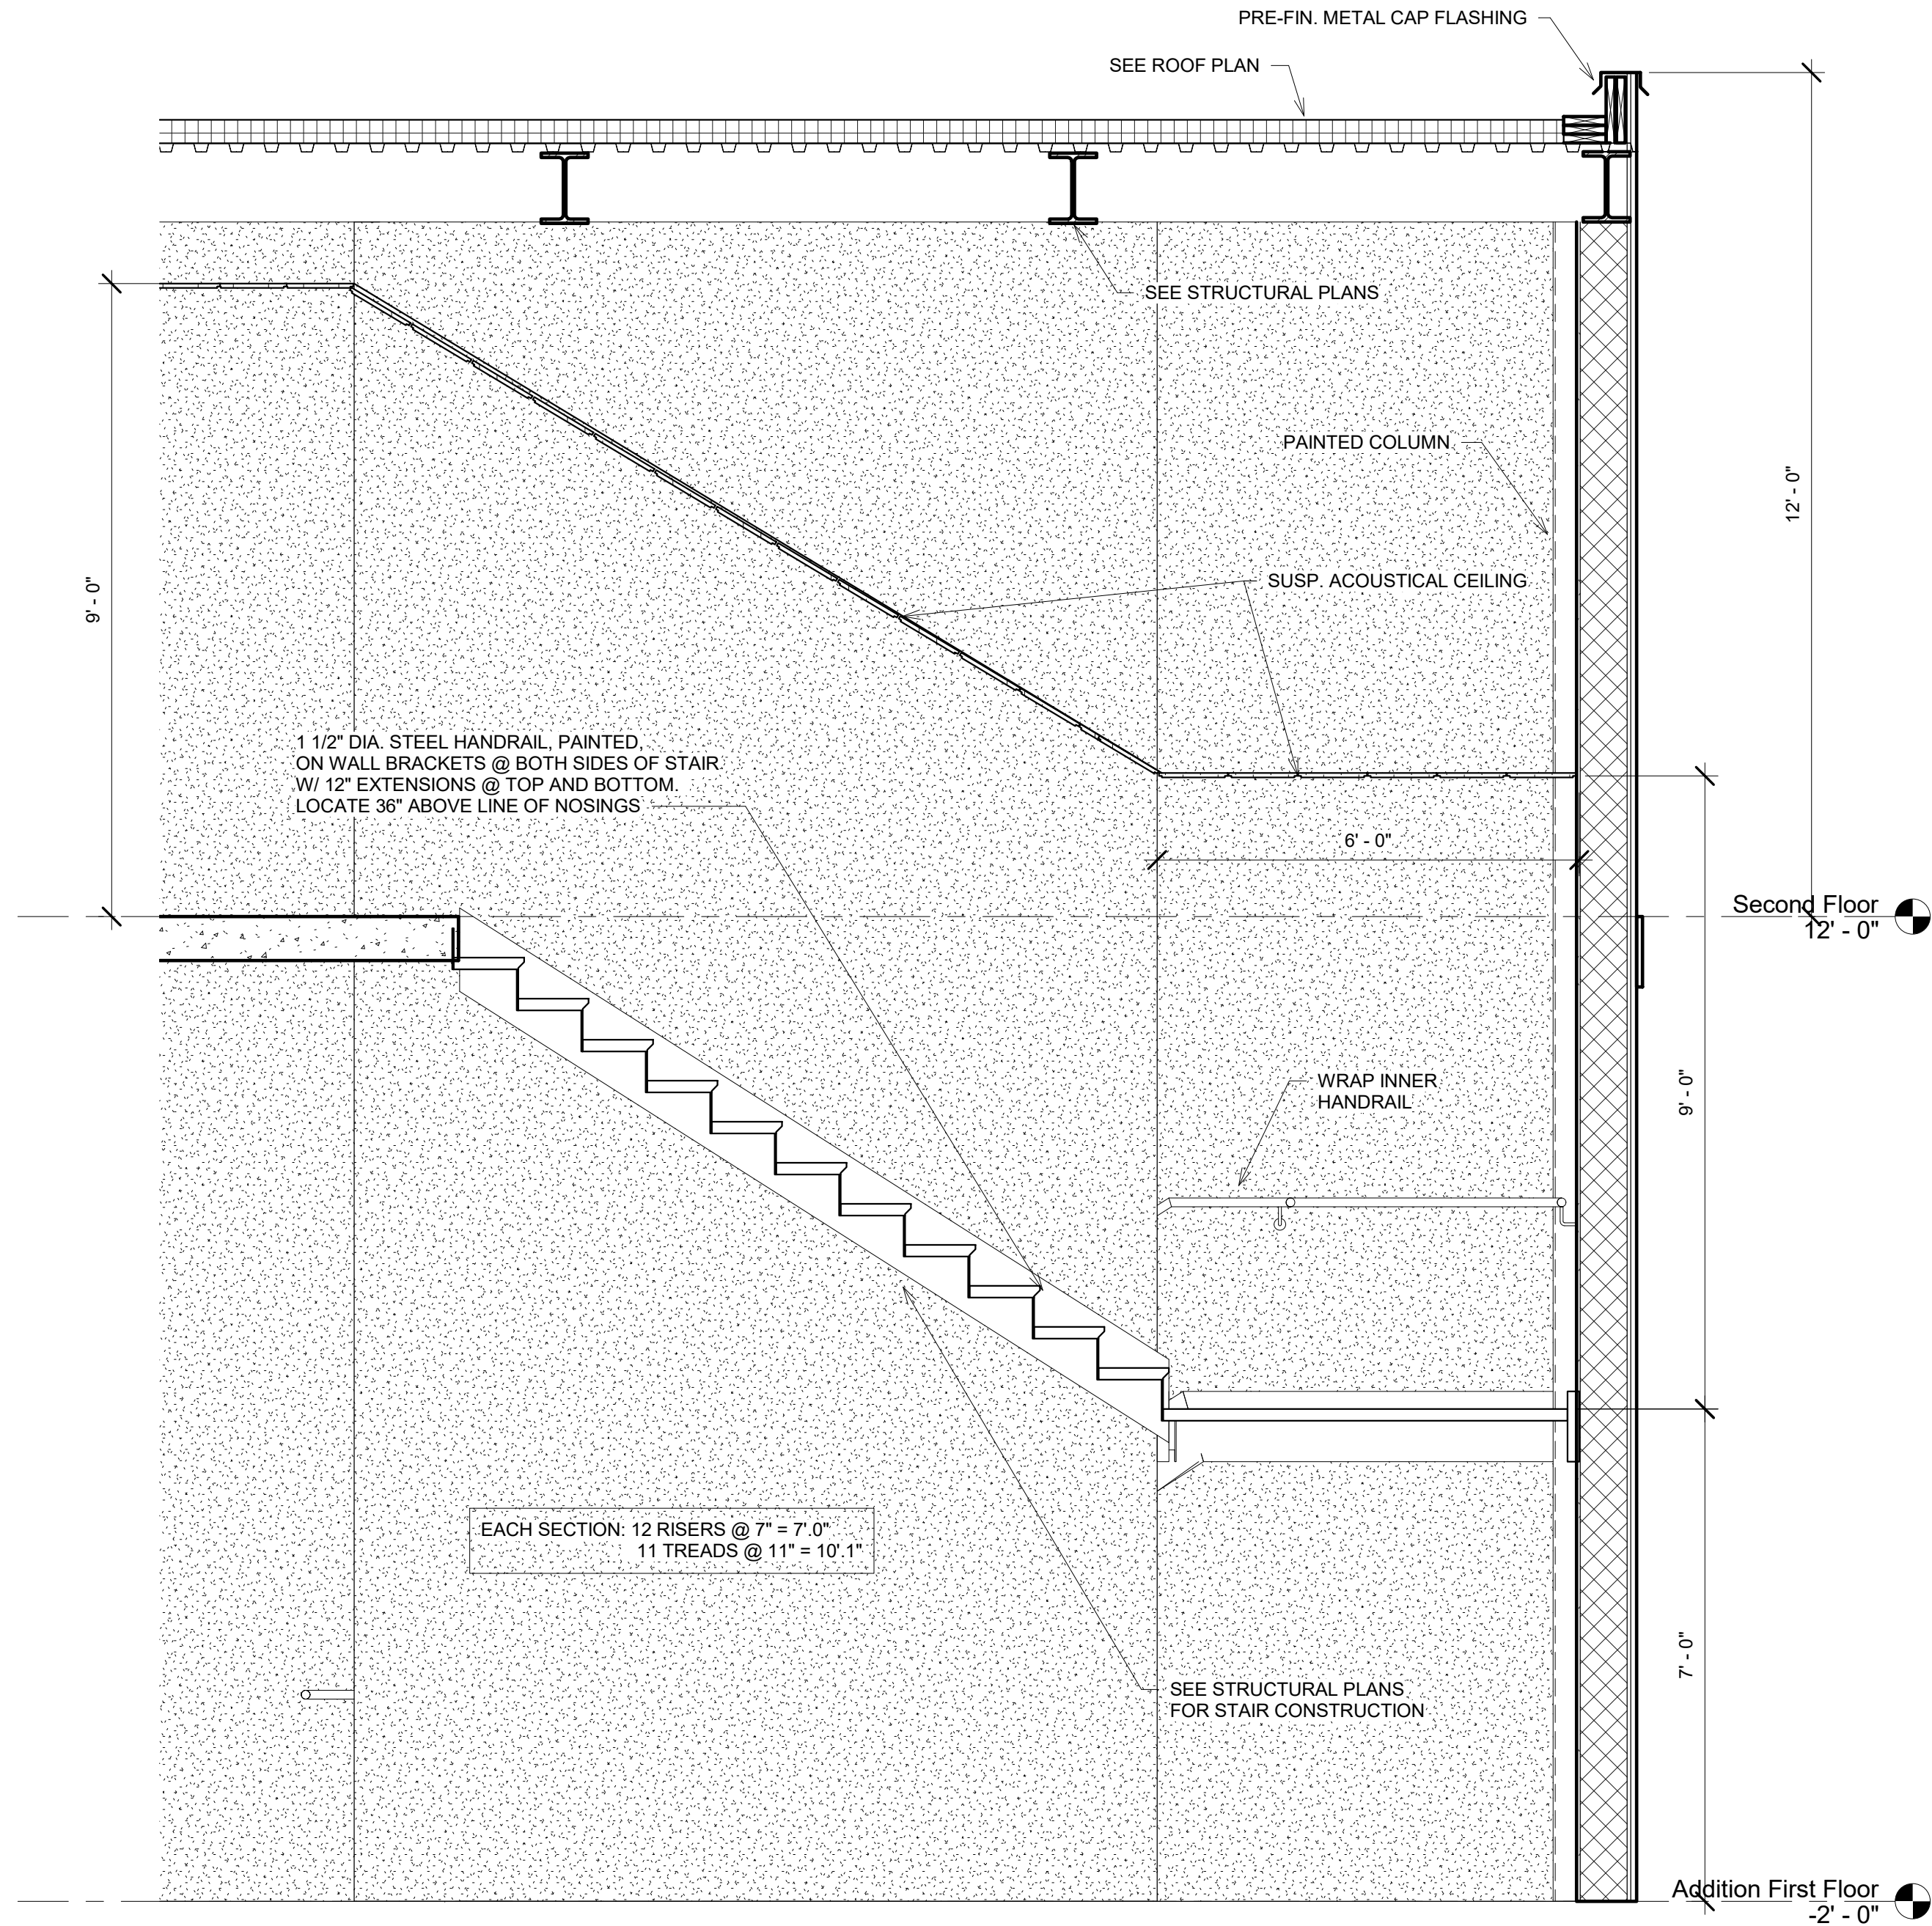 PRE-FIN. METAL CAP FLASHING
SEE ROOF PLAN
SEE STRUCTURAL PLANS
PAINTED COLUMN
12' - 0"
SUSP. ACOUSTICAL CEILING
9' - 0"
1 1/2" DIA. STEEL HANDRAIL, PAINTED,
ON WALL BRACKETS @ BOTH SIDES OF STAIR
W/ 12" EXTENSIONS @ TOP AND BOTTOM.
LOCATE 36" ABOVE LINE OF NOSINGS
6' - 0"
Second Floor
12' - 0"
WRAP INNER
HANDRAIL
9' - 0"
EACH SECTION: 12 RISERS @ 7" = 7'.0"
11 TREADS @ 11" = 10'.1"
7' - 0"
SEE STRUCTURAL PLANS
FOR STAIR CONSTRUCTION
Addition First Floor
-2' - 0"